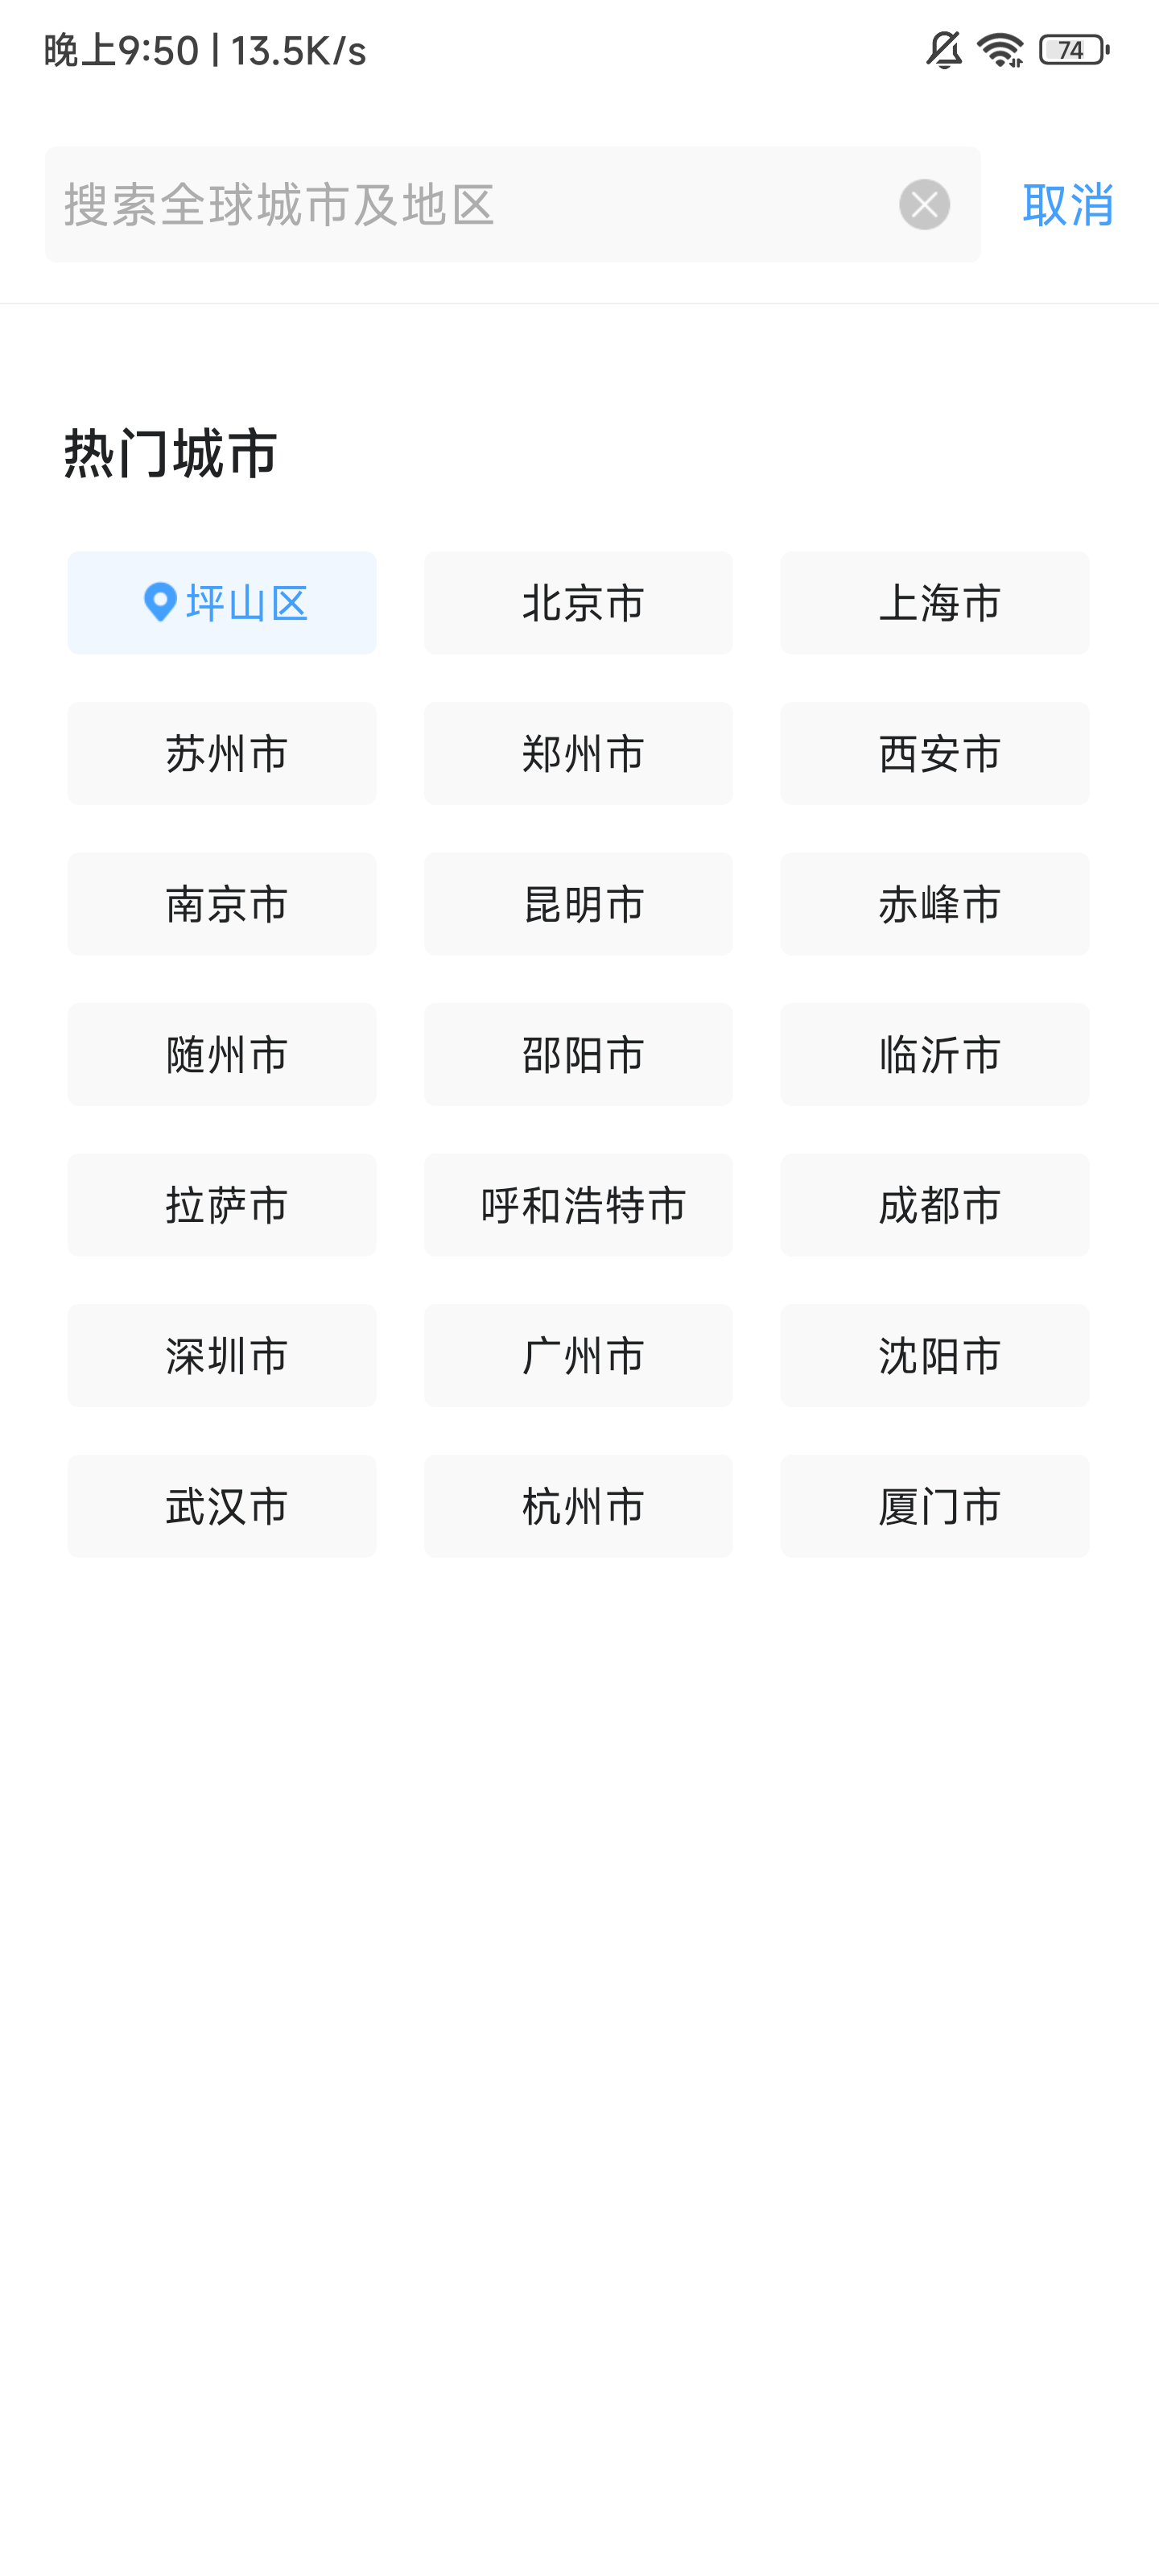 晚上9:50 | 13.5K/s 74
搜索全球城市及地区 取消
热门城市
坪山区 北京市 上海市
苏州市 郑州市 西安市
南京市 昆明市 赤峰市
随州市 邵阳市 临沂市
拉萨市 呼和浩特市 成都市
深圳市 广州市 沈阳市
武汉市 杭州市 厦门市